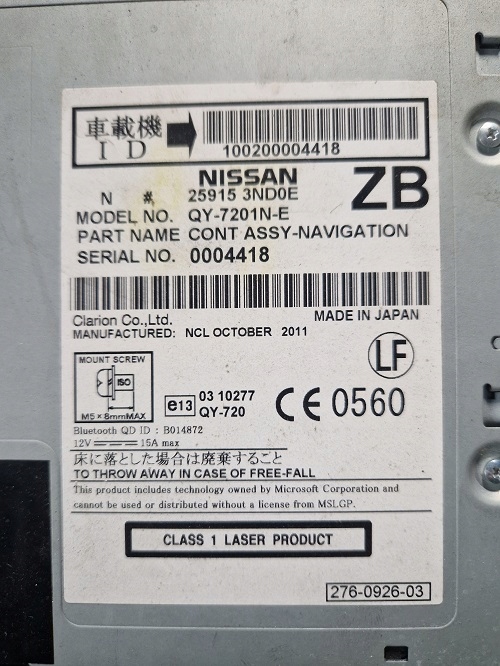 車載機
ID
100200004418
NISSAN
ZB
N #. 25915 3ND0E
MODEL NO. QY-7201N-E
PART NAME CONT ASSY-NAVIGATION
SERIAL NO. 0004418
Clarion Co.,Ltd. MADE IN JAPAN
MANUFACTURED: NCL OCTOBER 2011
MOUNT SCREW
ISO
M5×8mmMAX
e13 03 10277
QY-720
CE 0560
LF
Bluetooth QD ID : B014872
12V 15A max
床に落とした場合は廃棄すること
TO THROW AWAY IN CASE OF FREE-FALL
This product includes technology owned by Microsoft Corporation and
cannot be used or distributed without a license from MSLGP.
CLASS 1 LASER PRODUCT
276-0926-03